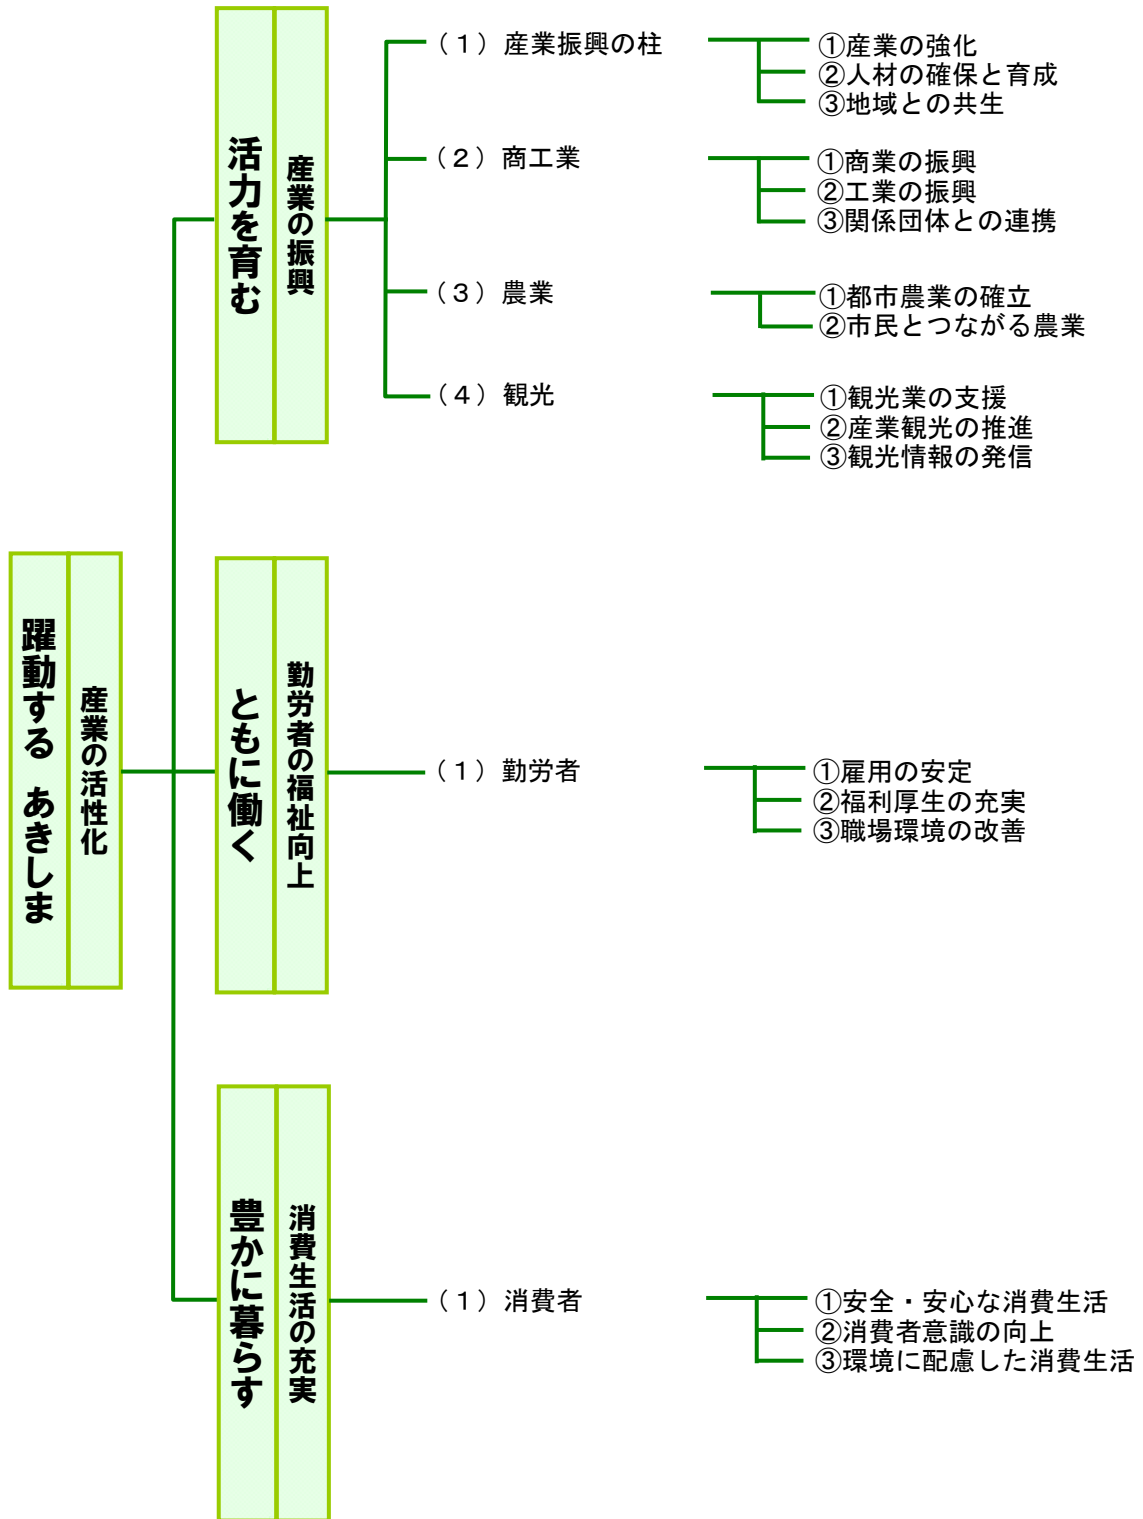 躍動する あきしま
産業の活性化
活力を育む
産業の振興
（１）産業振興の柱
①産業の強化
②人材の確保と育成
③地域との共生
（２）商工業
①商業の振興
②工業の振興
③関係団体との連携
（３）農業
①都市農業の確立
②市民とつながる農業
（４）観光
①観光業の支援
②産業観光の推進
③観光情報の発信
ともに働く
勤労者の福祉向上
（１）勤労者
①雇用の安定
②福利厚生の充実
③職場環境の改善
豊かに暮らす
消費生活の充実
（１）消費者
①安全・安心な消費生活
②消費者意識の向上
③環境に配慮した消費生活